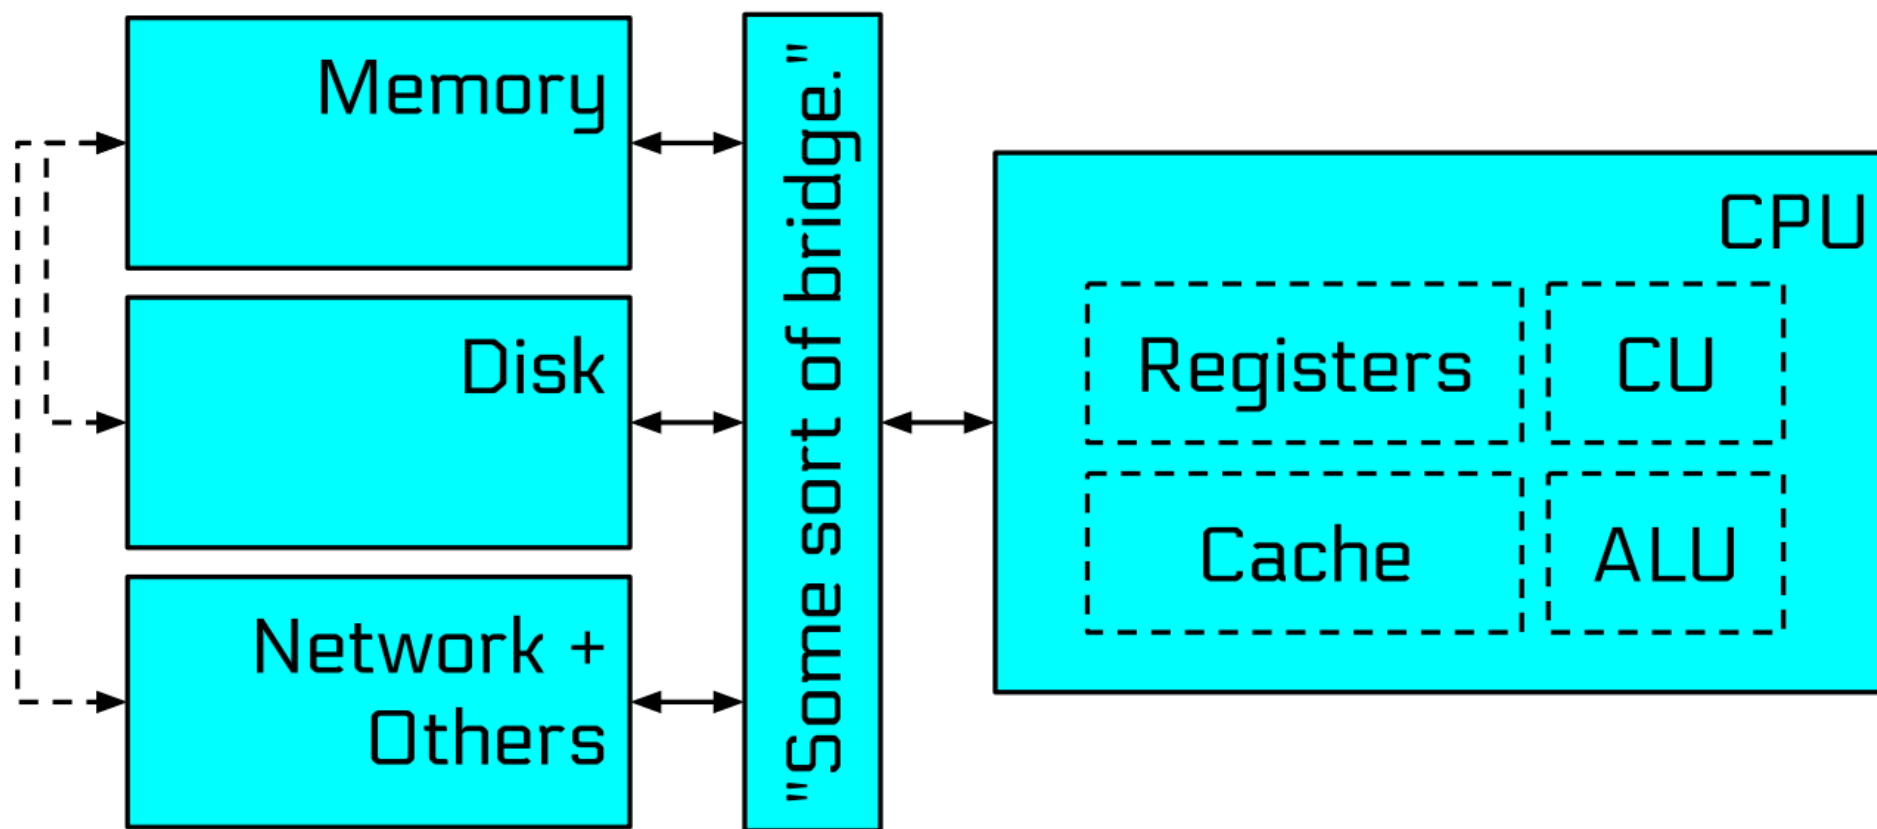 Memory
Disk
Network +
Others
"Some sort of bridge."
CPU
Registers
CU
Cache
ALU